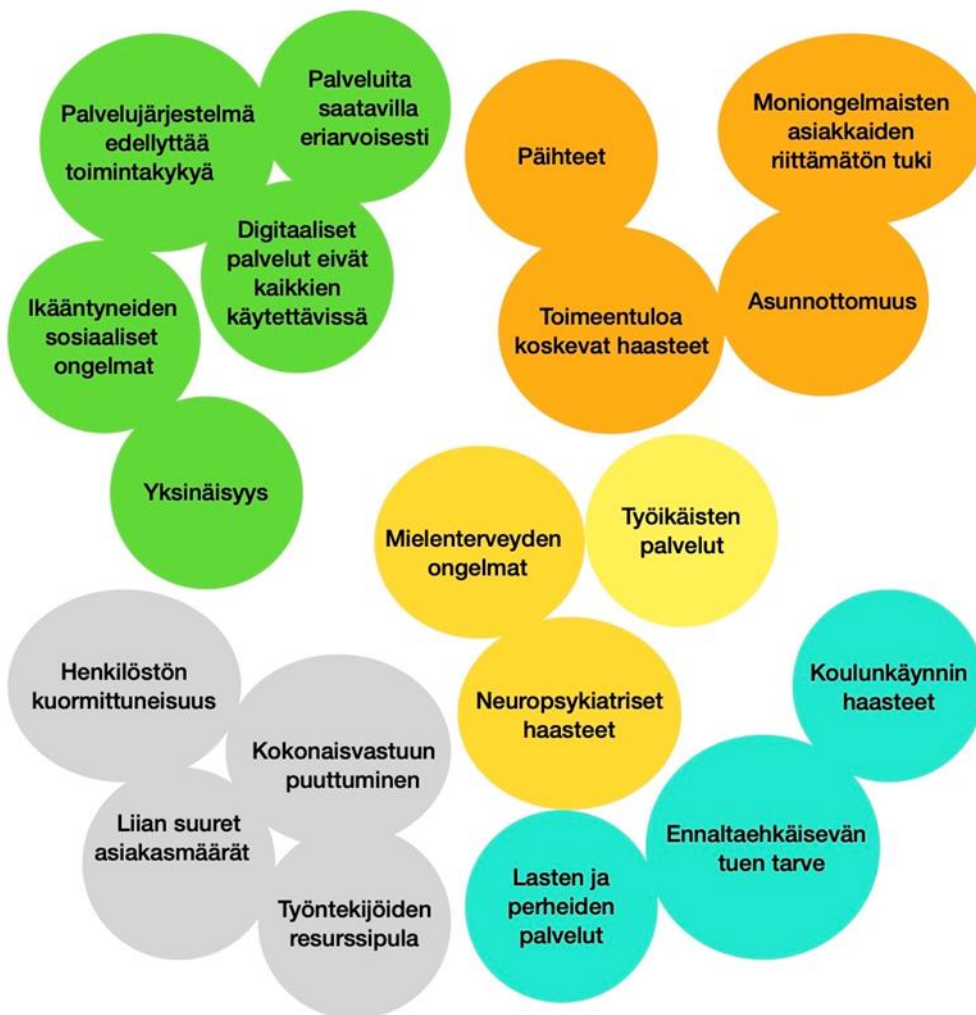 Palvelujärjestelmä
edellyttää
toimintakykyä
Palveluita
saatavilla
eriarvoisesti
Digitaaliset
palvelut eivät
kaikkien
käytettävissä
Ikääntyneiden
sosiaaliset
ongelmat
Yksinäisyys
Päihteet
Moniongelmaisten
asiakkaiden
riittämätön tuki
Toimeentuloa
koskevat haasteet
Asunnottomuus
Mielenterveyden
ongelmat
Työikäisten
palvelut
Neuropsykiatriset
haasteet
Henkilöstön
kuormittuneisuus
Kokonaisvastuun
puuttuminen
Liian suuret
asiakasmäärät
Työntekijöiden
resurssipula
Koulunkäynnin
haasteet
Ennaltaehkäisevän
tuen tarve
Lasten ja
perheiden
palvelut